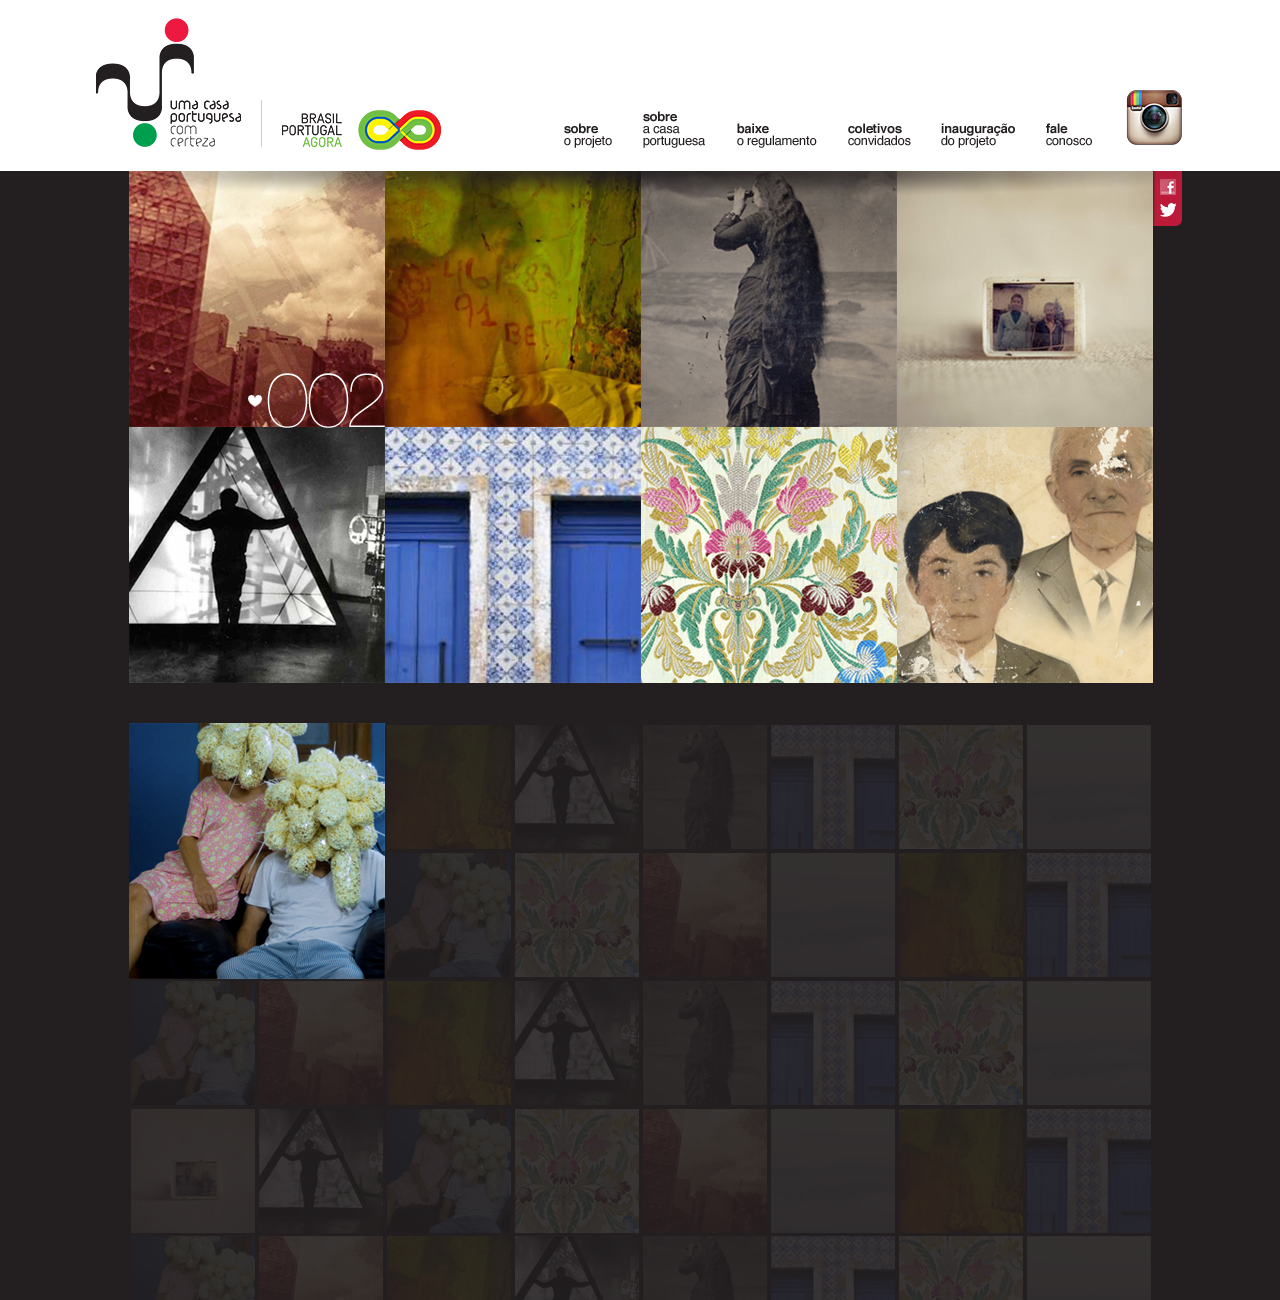 uma casa
portuguesa
com
certeza
BRASIL
PORTUGAL
AGORA
sobre
o projeto
sobre
a casa
portuguesa
baixe
o regulamento
coletivos
convidados
inauguração
do projeto
fale
conosco
f
46/83
91
002